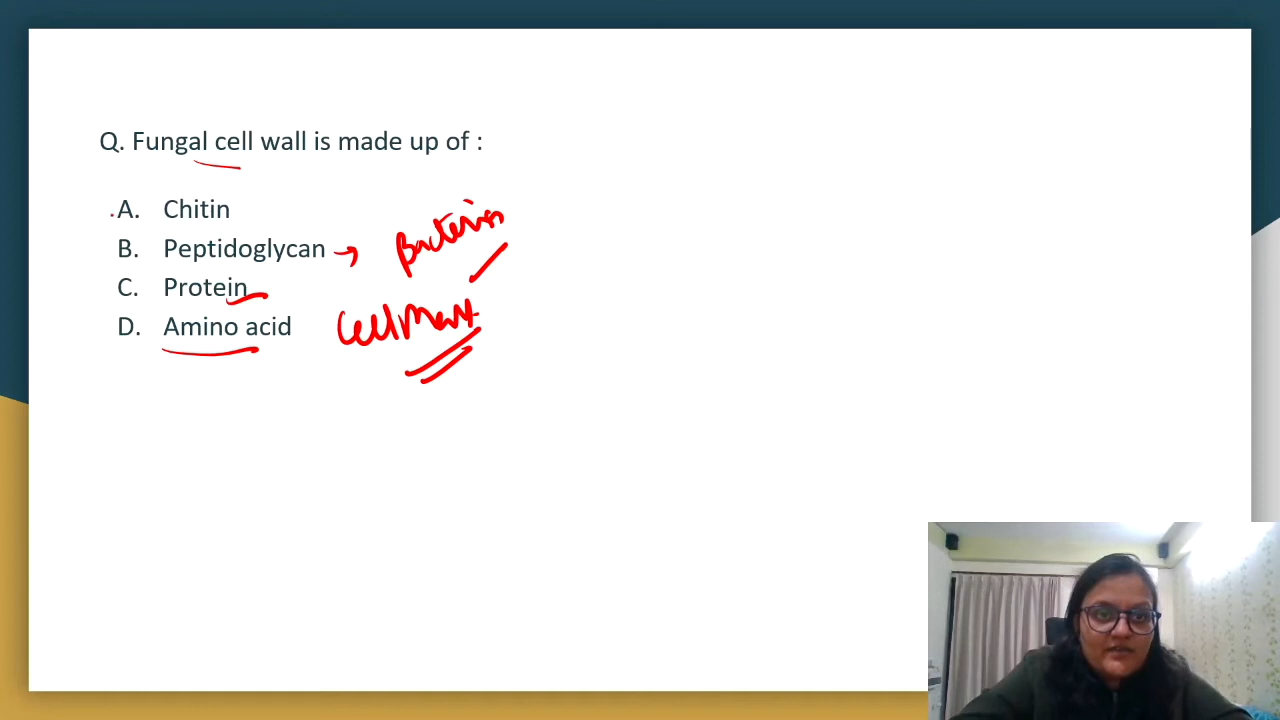 Q. Fungal cell wall is made up of :
A. Chitin
B. Peptidoglycan → Bacteria
C. Protein
D. Amino acid